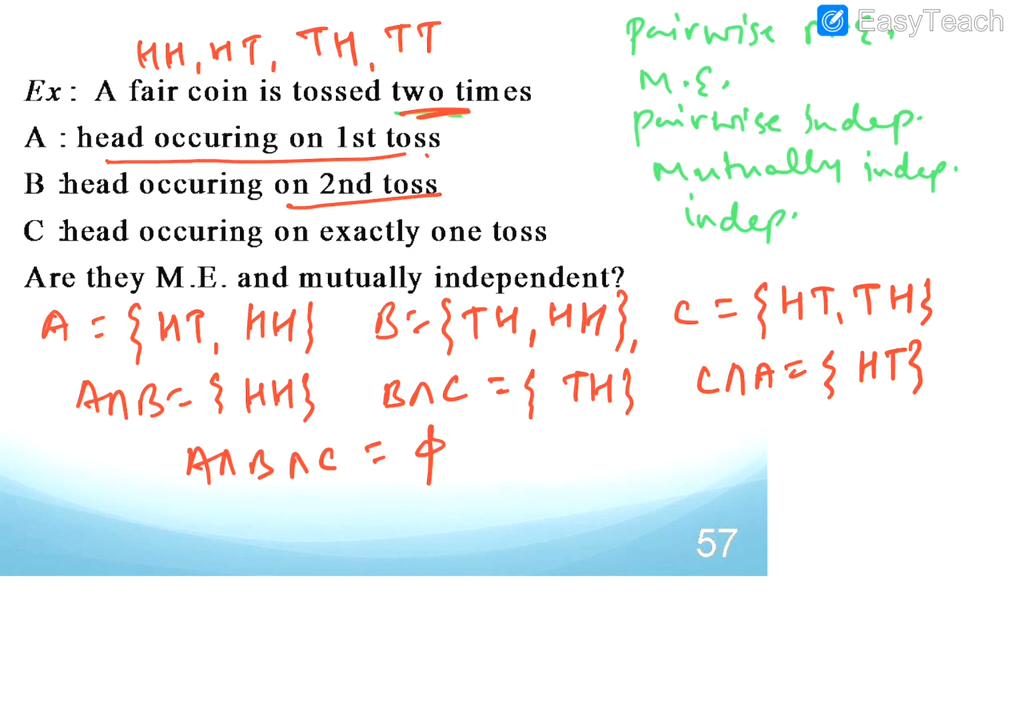 HH, HT, TH, TT
Ex: A fair coin is tossed two times
A : head occuring on 1st toss
B :head occuring on 2nd toss
C :head occuring on exactly one toss
Are they M.E. and mutually independent?
pairwise
EasyTeach
M.E.
pairwise indep.
Mutually indep.
indep.
A = {HT, HH} B = {TH, HH}, C = {HT, TH}
A∩B = {HH} B∩C = {TH} C∩A = {HT}
A∩B∩C = ϕ
57